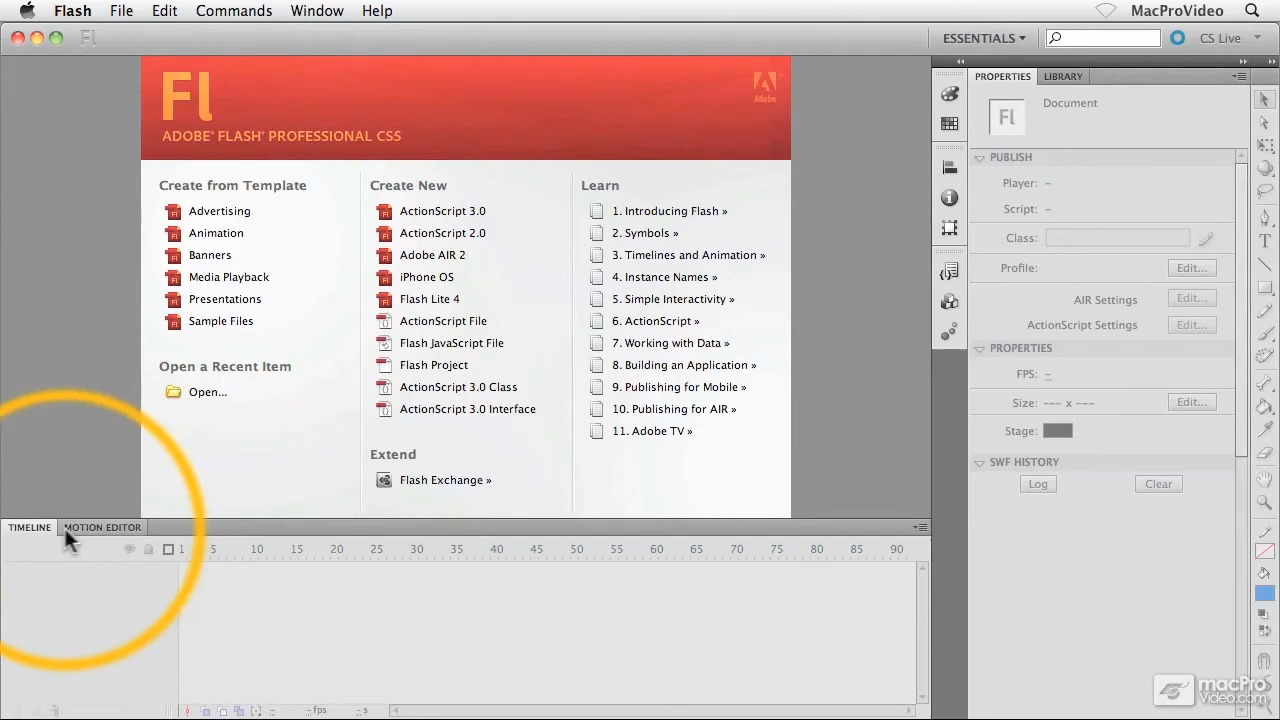 Flash File Edit Commands Window Help MacProVideo
Fl ESSENTIALS CS Live
Fl
Adobe
ADOBE® FLASH® PROFESSIONAL CS5
Create from Template
Advertising
Animation
Banners
Media Playback
Presentations
Sample Files
Open a Recent Item
Open...
Create New
ActionScript 3.0
ActionScript 2.0
Adobe AIR 2
iPhone OS
Flash Lite 4
ActionScript File
Flash JavaScript File
Flash Project
ActionScript 3.0 Class
ActionScript 3.0 Interface
Extend
Flash Exchange »
Learn
1. Introducing Flash »
2. Symbols »
3. Timelines and Animation »
4. Instance Names »
5. Simple Interactivity »
6. ActionScript »
7. Working with Data »
8. Building an Application »
9. Publishing for Mobile »
10. Publishing for AIR »
11. Adobe TV »
PROPERTIES LIBRARY
Fl Document
PUBLISH
Player: –
Script: –
Class:
Profile: Edit...
AIR Settings Edit...
ActionScript Settings Edit...
PROPERTIES
FPS: --
Size: --- x --- Edit...
Stage:
SWF HISTORY
Log Clear
TIMELINE MOTION EDITOR
1 5 10 15 20 25 30 35 40 45 50 55 60 65 70 75 80 85 90
- -fps -s
macPro
Video.com